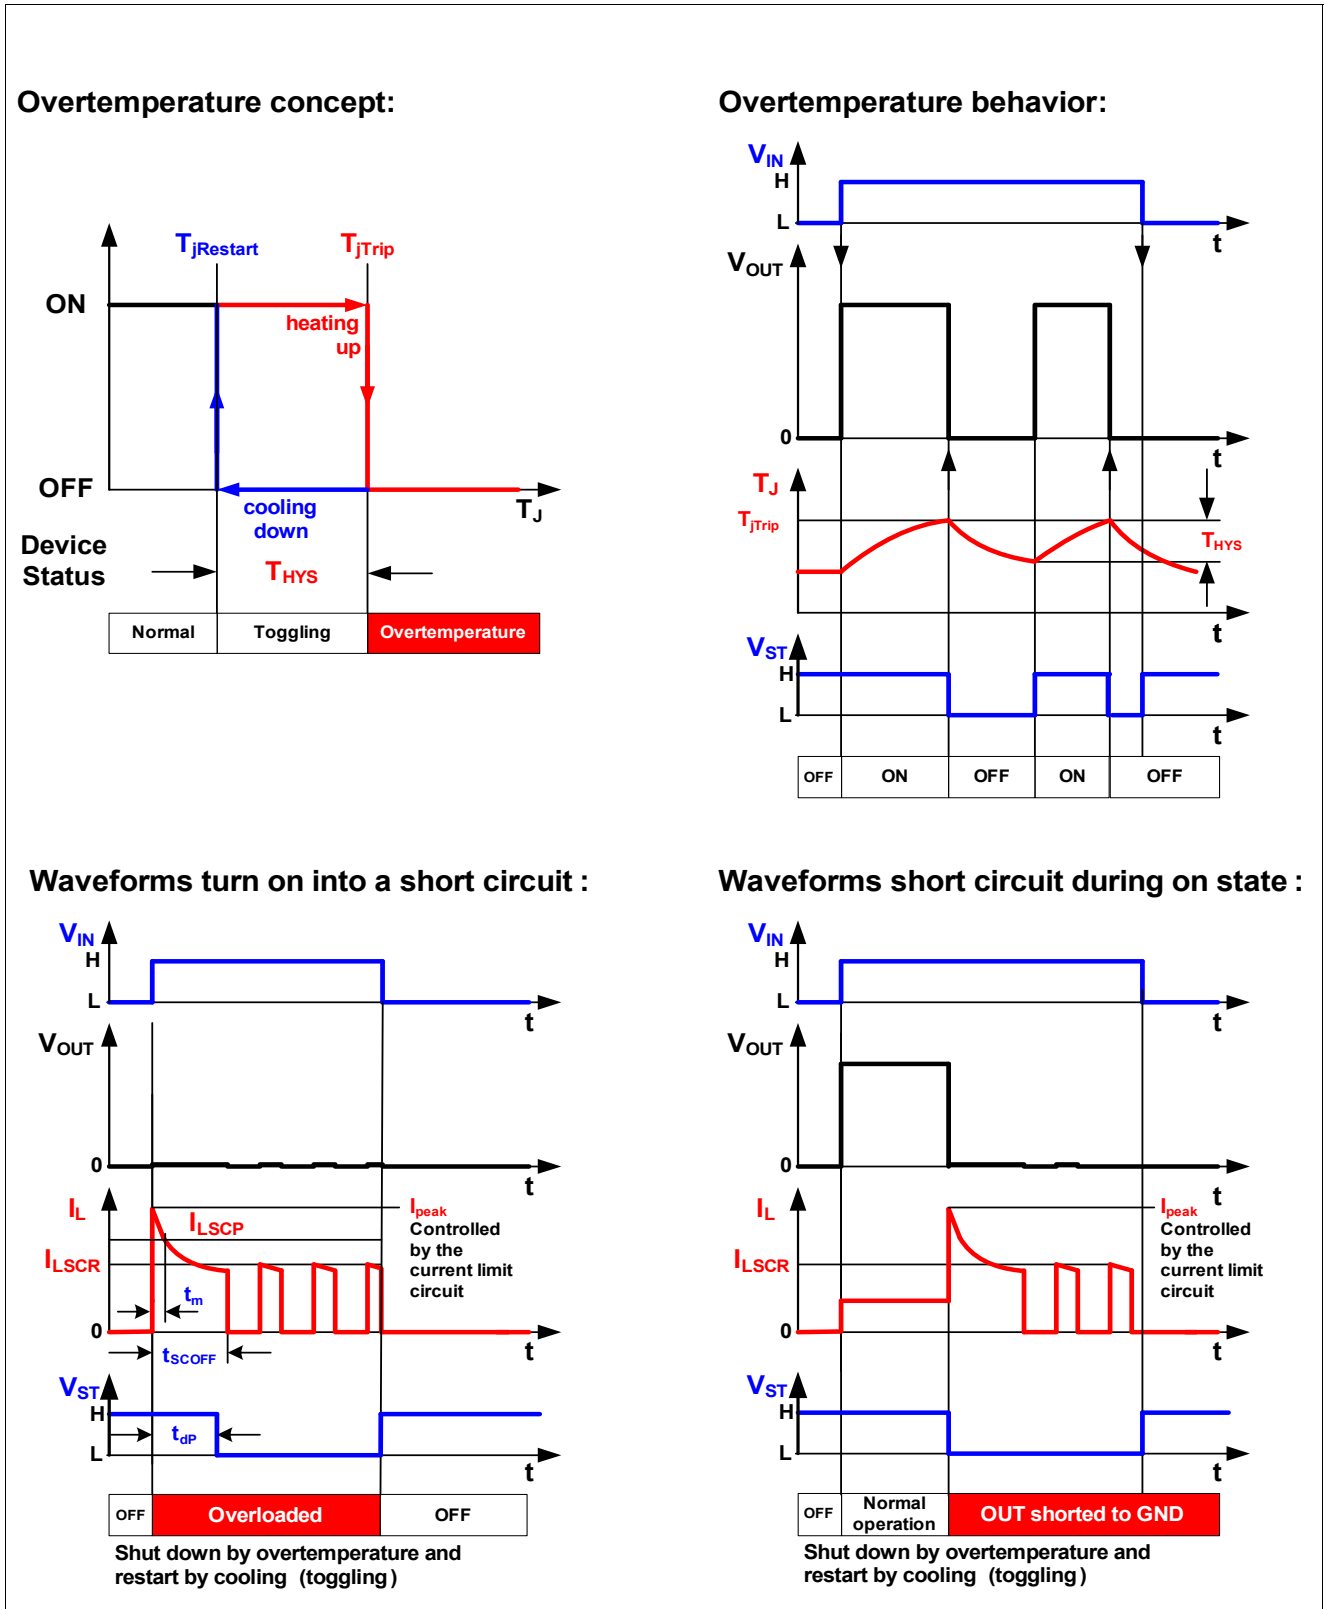 Overtemperature concept:
TjRestart
TjTrip
ON
heating
up
OFF
cooling
down
TJ
Device
Status
THYS
Normal
Toggling
Overtemperature
Overtemperature behavior:
VIN
H
L
t
VOUT
0
t
TJ
TjTrip
THYS
t
VST
H
L
t
OFF
ON
OFF
ON
OFF
Waveforms turn on into a short circuit :
VIN
H
L
t
VOUT
0
t
IL
Ipeak
Controlled
by the
current limit
circuit
ILSCP
ILSCR
tm
0
t
tSCOFF
VST
H
tdP
L
t
OFF
Overloaded
OFF
Shut down by overtemperature and
restart by cooling (toggling)
Waveforms short circuit during on state :
VIN
H
L
t
VOUT
0
t
IL
Ipeak
Controlled
by the
current limit
circuit
ILSCR
0
t
VST
H
L
t
OFF
Normal
operation
OUT shorted to GND
Shut down by overtemperature and
restart by cooling (toggling)